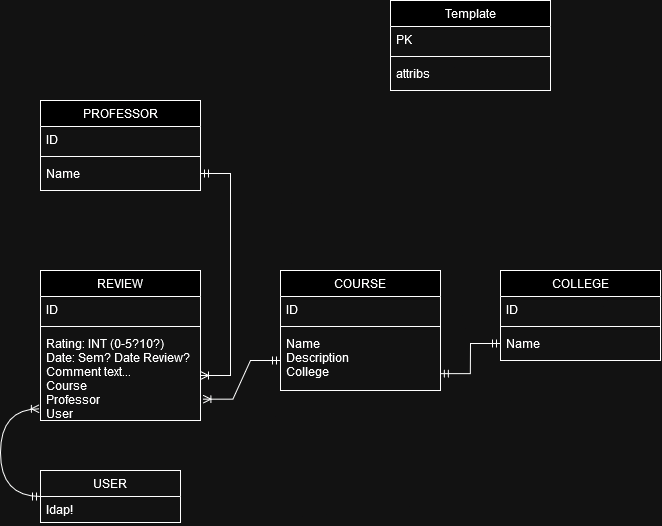 Template
PK
attribs
PROFESSOR
ID
Name
REVIEW
ID
Rating: INT (0-5?10?)
Date: Sem? Date Review?
Comment text...
Course
Professor
User
COURSE
ID
Name
Description
College
COLLEGE
ID
Name
USER
ldap!